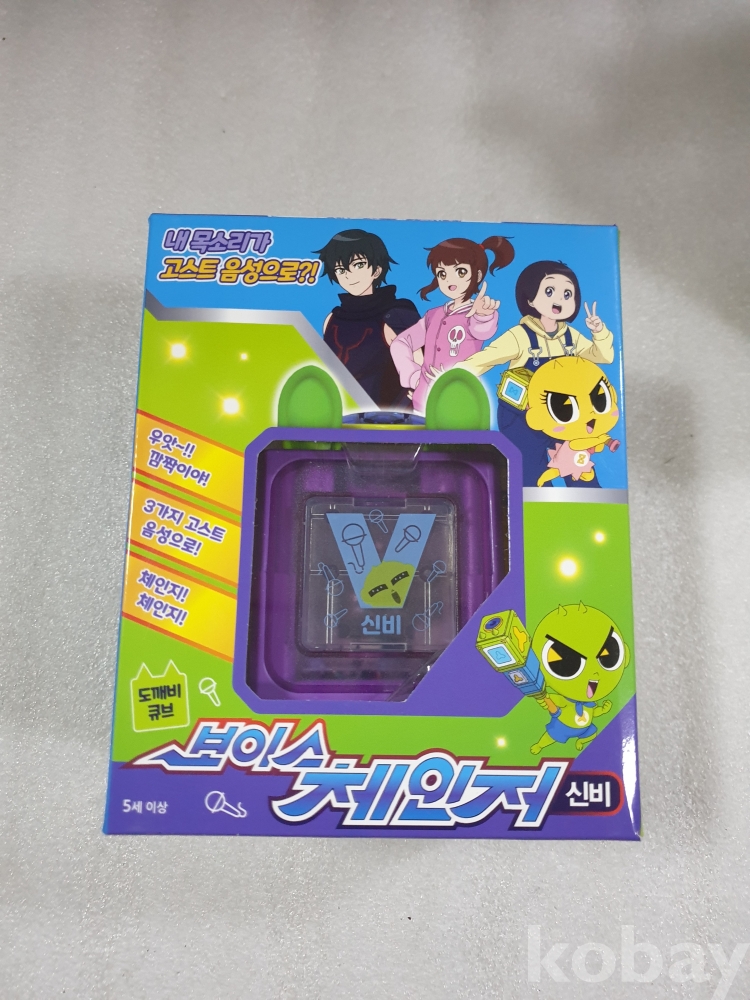 내 목소리가
고스트 음성으로?!
우앗~!!
깜짝이야!
3가지 고스트
음성으로!
체인지!
체인지!
V
신비
도깨비
큐브
보이스
체인저
신비
5세 이상
kobay